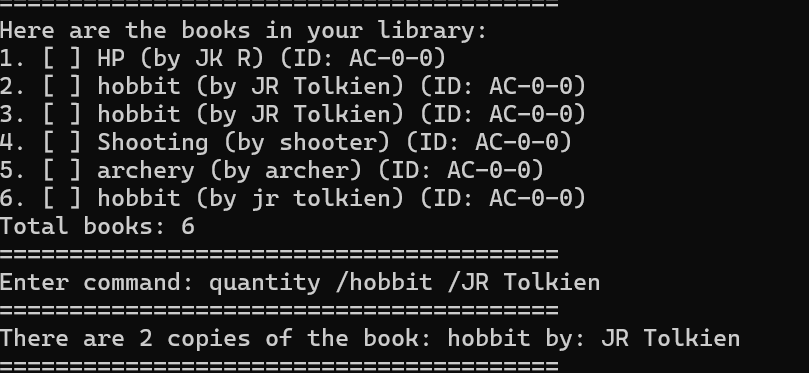 ========================================
Here are the books in your library:
1. [ ] HP (by JK R) (ID: AC-0-0)
2. [ ] hobbit (by JR Tolkien) (ID: AC-0-0)
3. [ ] hobbit (by JR Tolkien) (ID: AC-0-0)
4. [ ] Shooting (by shooter) (ID: AC-0-0)
5. [ ] archery (by archer) (ID: AC-0-0)
6. [ ] hobbit (by jr tolkien) (ID: AC-0-0)
Total books: 6
========================================
Enter command: quantity /hobbit /JR Tolkien
========================================
There are 2 copies of the book: hobbit by: JR Tolkien
========================================